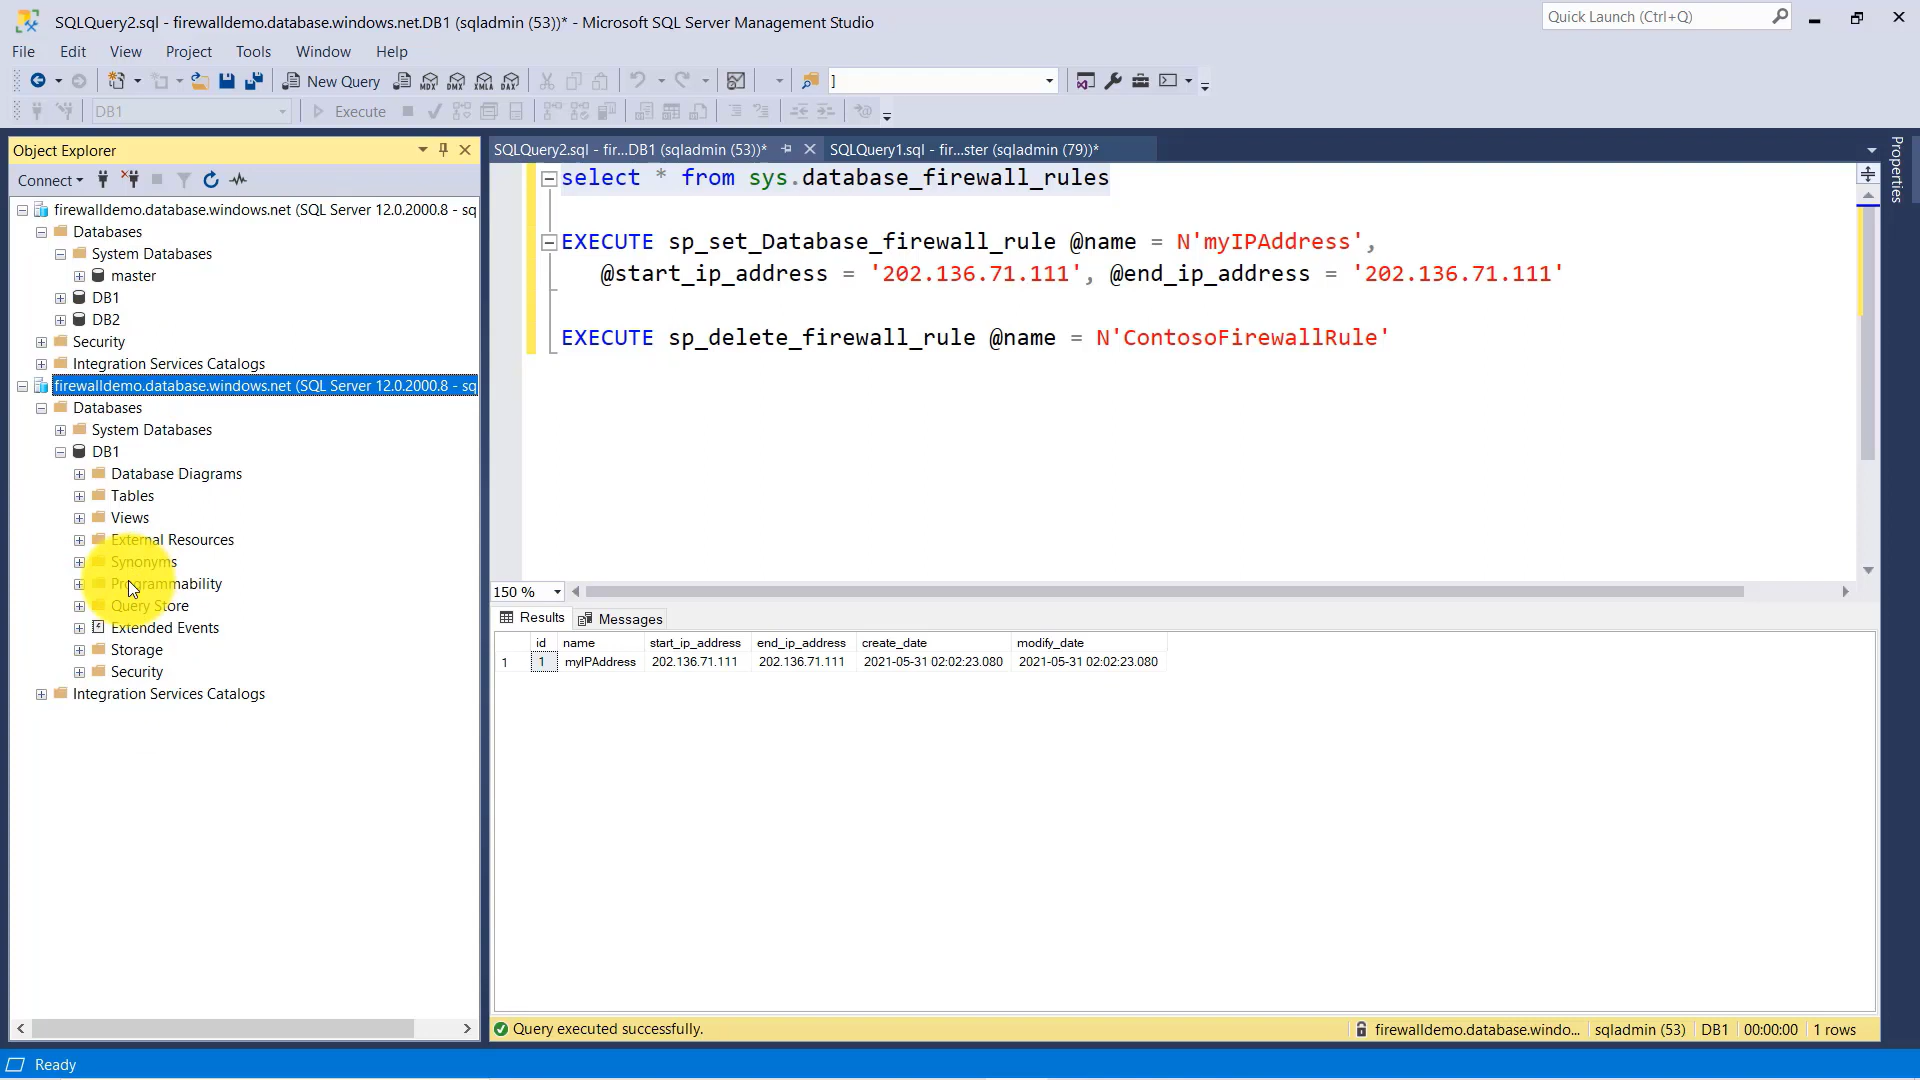 SQLQuery2.sql - firewalldemo.database.windows.net.DB1 (sqladmin (53))* - Microsoft SQL Server Management Studio
Quick Launch (Ctrl+Q)
File Edit View Project Tools Window Help
New Query MDX DMX XMLA DAX ]
DB1 Execute
Object Explorer
Connect
firewalldemo.database.windows.net (SQL Server 12.0.2000.8 - sq
Databases
System Databases
master
DB1
DB2
Security
Integration Services Catalogs
firewalldemo.database.windows.net (SQL Server 12.0.2000.8 - sq
Databases
System Databases
DB1
Database Diagrams
Tables
Views
External Resources
Synonyms
Programmability
Query Store
Extended Events
Storage
Security
Integration Services Catalogs
SQLQuery2.sql - fir...DB1 (sqladmin (53))* SQLQuery1.sql - fir...ster (sqladmin (79))*
select * from sys.database_firewall_rules
EXECUTE sp_set_Database_firewall_rule @name = N'myIPAddress',
@start_ip_address = '202.136.71.111', @end_ip_address = '202.136.71.111'
EXECUTE sp_delete_firewall_rule @name = N'ContosoFirewallRule'
150 %
Results Messages
id name start_ip_address end_ip_address create_date modify_date
1 1 myIPAddress 202.136.71.111 202.136.71.111 2021-05-31 02:02:23.080 2021-05-31 02:02:23.080
Query executed successfully. firewalldemo.database.windo... sqladmin (53) DB1 00:00:00 1 rows
Properties
Ready